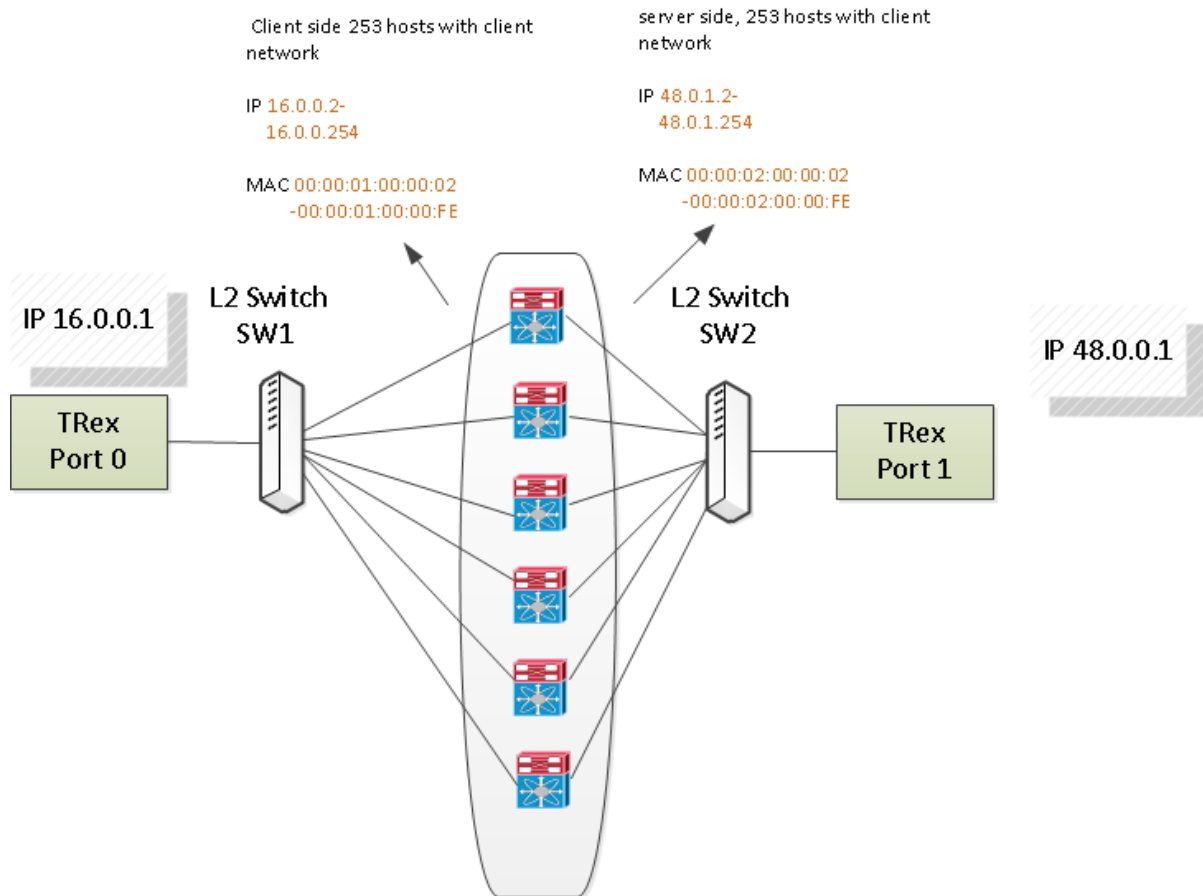 Client side 253 hosts with client
network
IP 16.0.0.2-
16.0.0.254
MAC 00:00:01:00:00:02
-00:00:01:00:00:FE
server side, 253 hosts with client
network
IP 48.0.1.2-
48.0.1.254
MAC 00:00:02:00:00:02
-00:00:02:00:00:FE
IP 16.0.0.1
L2 Switch
SW1
L2 Switch
SW2
IP 48.0.0.1
TRex
Port 0
TRex
Port 1